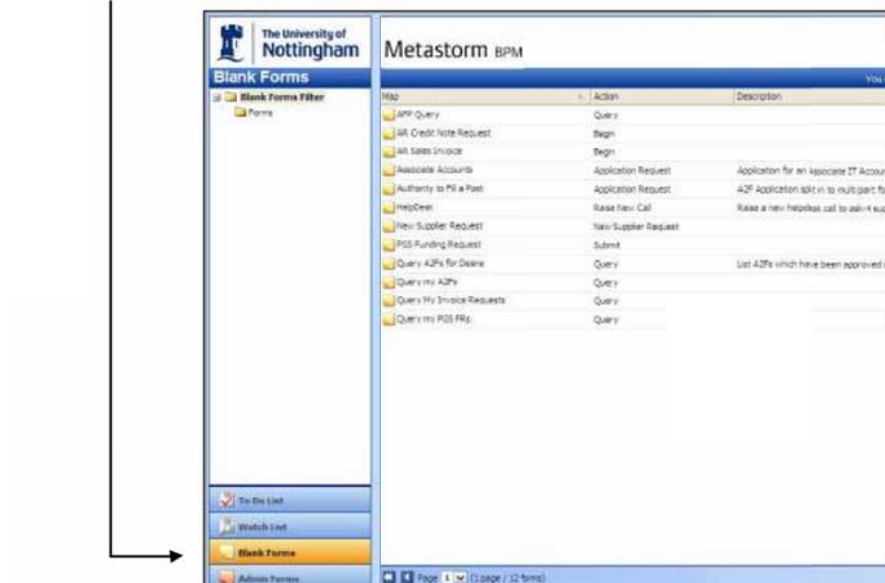 The University of
Nottingham
Metastorm BPM
Blank Forms
You
Blank Forms Filter
Forms
Map Action Description
APP Query Query
AR Credit Note Request Begin
AR Sales Invoice Begin
Associate Accounts Application Request Application for an Associate IT Accoun
Authority to Fill a Post Application Request A2F Application split in to multi part fo
HelpDesk Raise New Call Raise a new helpdesk call to ask
New Supplier Request New Supplier Request
PGS Funding Request Submit
Query A2Fs for Deans Query List A2Fs which have been approved
Query my A2Fs Query
Query My Invoice Requests Query
Query my PGS FRs Query
To Do List
Watch List
Blank Forms
Admin Forms
Page 1 (1 page / 12 forms)